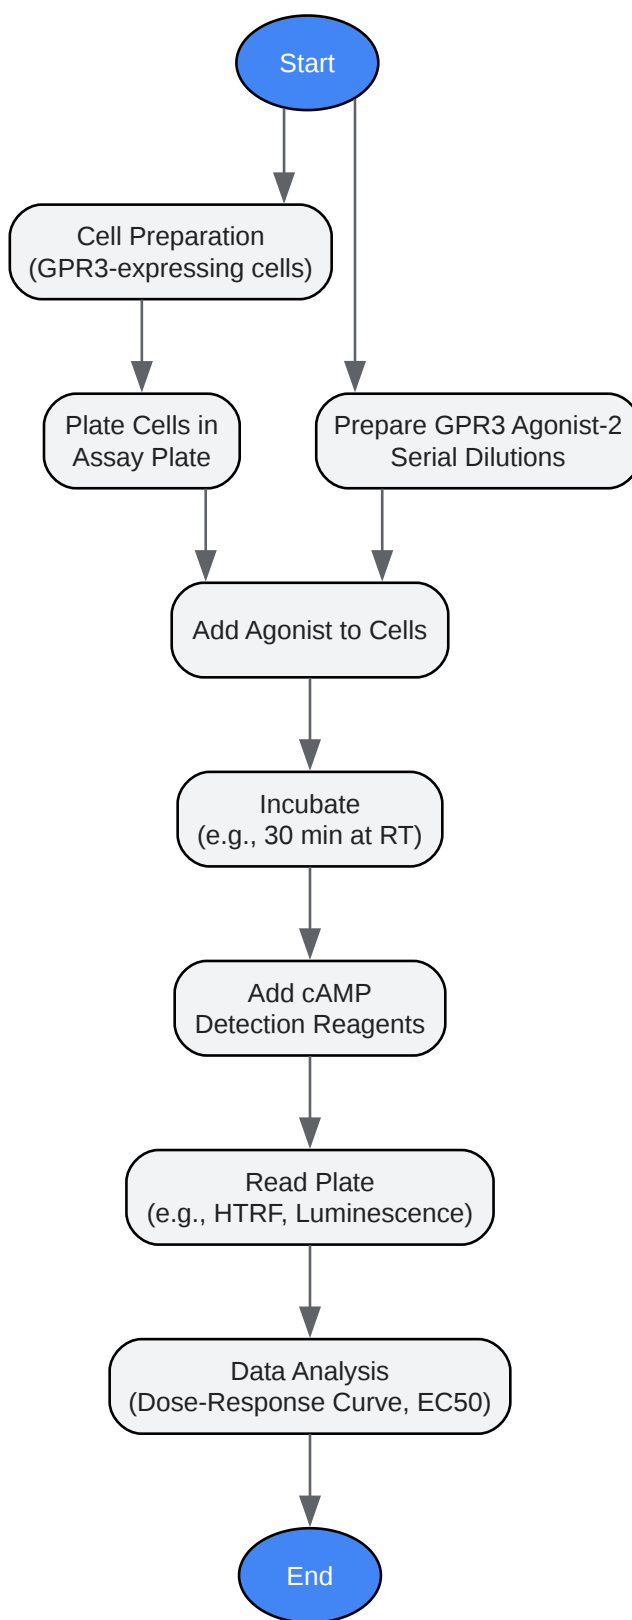 Start
Cell Preparation
(GPR3-expressing cells)
Plate Cells in
Assay Plate
Prepare GPR3 Agonist-2
Serial Dilutions
Add Agonist to Cells
Incubate
(e.g., 30 min at RT)
Add cAMP
Detection Reagents
Read Plate
(e.g., HTRF, Luminescence)
Data Analysis
(Dose-Response Curve, EC50)
End